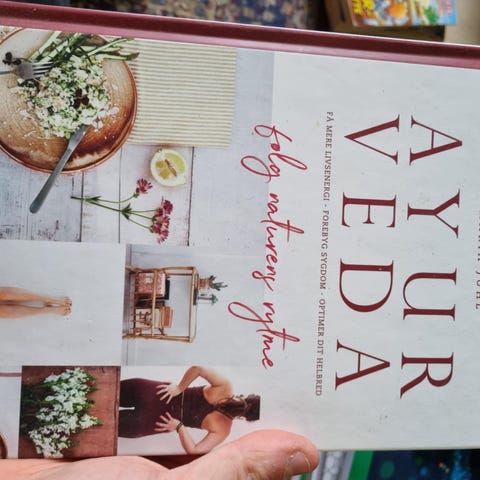 JUHL
AYUR
VEDA
FÅ MERE LIVSENERGI - FOREBYG SYGDOM - OPTIMER DIT HELBRED
følg naturens rytme